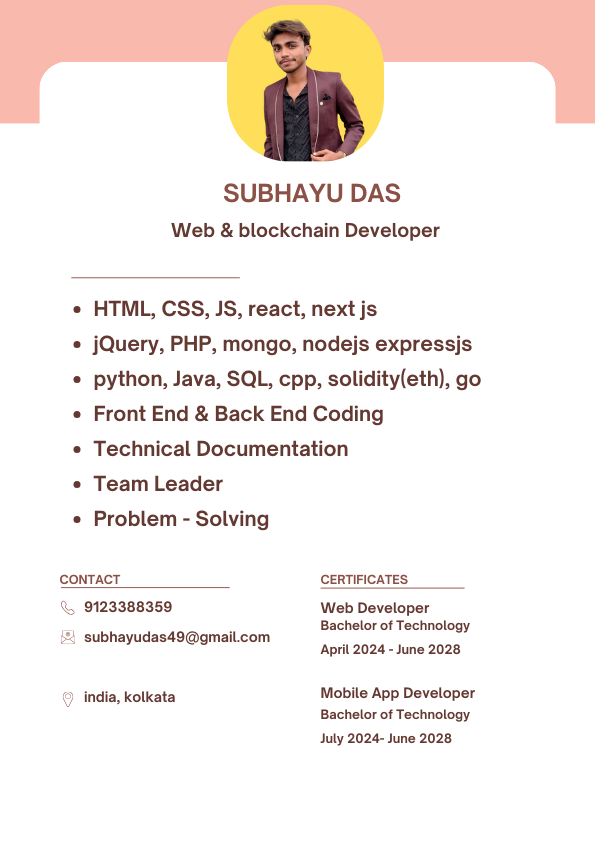 SUBHAYU DAS
Web & blockchain Developer
• HTML, CSS, JS, react, next js
• jQuery, PHP, mongo, nodejs expressjs
• python, Java, SQL, cpp, solidity(eth), go
• Front End & Back End Coding
• Technical Documentation
• Team Leader
• Problem - Solving
CONTACT
9123388359
subhayudas49@gmail.com
india, kolkata
CERTIFICATES
Web Developer
Bachelor of Technology
April 2024 - June 2028
Mobile App Developer
Bachelor of Technology
July 2024- June 2028